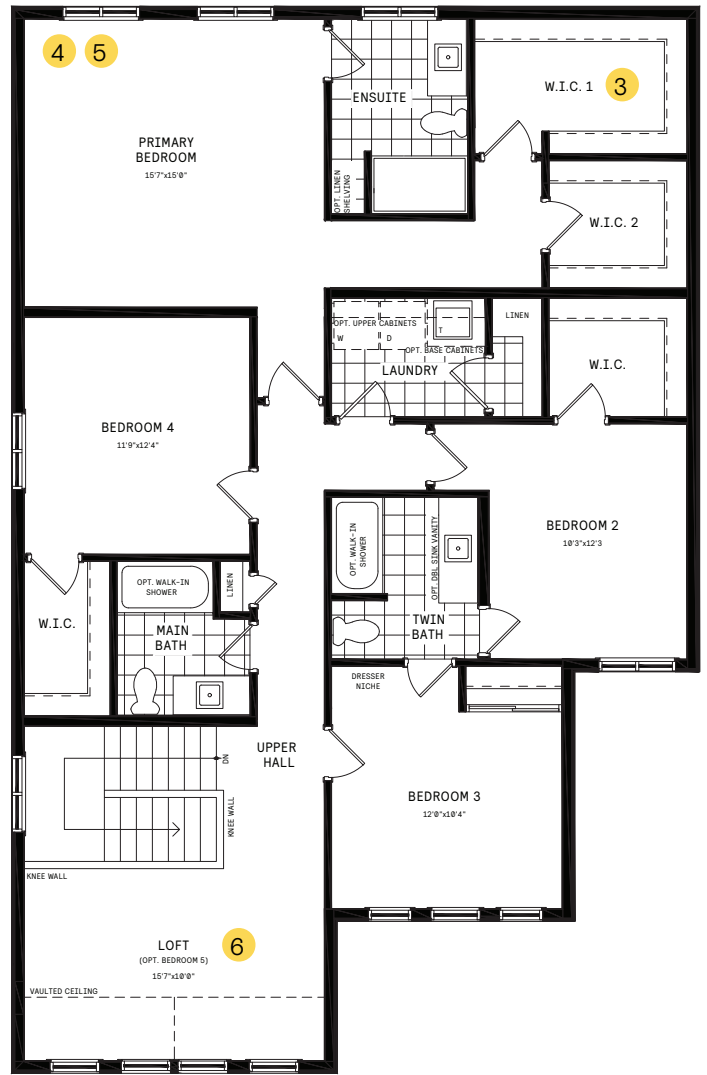 4 5
ENSUITE
W.I.C. 1 3
PRIMARY
BEDROOM
15'7"x15'0"
OPT. LINEN
SHELVING
W.I.C. 2
OPT. UPPER CABINETS
W D T
OPT. BASE CABINETS
LINEN
LAUNDRY
W.I.C.
BEDROOM 4
11'9"x12'4"
BEDROOM 2
10'3"x12'3
OPT. WALK-IN
SHOWER
OPT. DBL SINK VANITY
TWIN
BATH
OPT. WALK-IN
SHOWER
LINEN
W.I.C.
MAIN
BATH
DRESSER
NICHE
UPPER
HALL
DN
KNEE WALL
KNEE WALL
BEDROOM 3
12'0"x10'4"
LOFT 6
(OPT. BEDROOM 5)
15'7"x10'0"
VAULTED CEILING